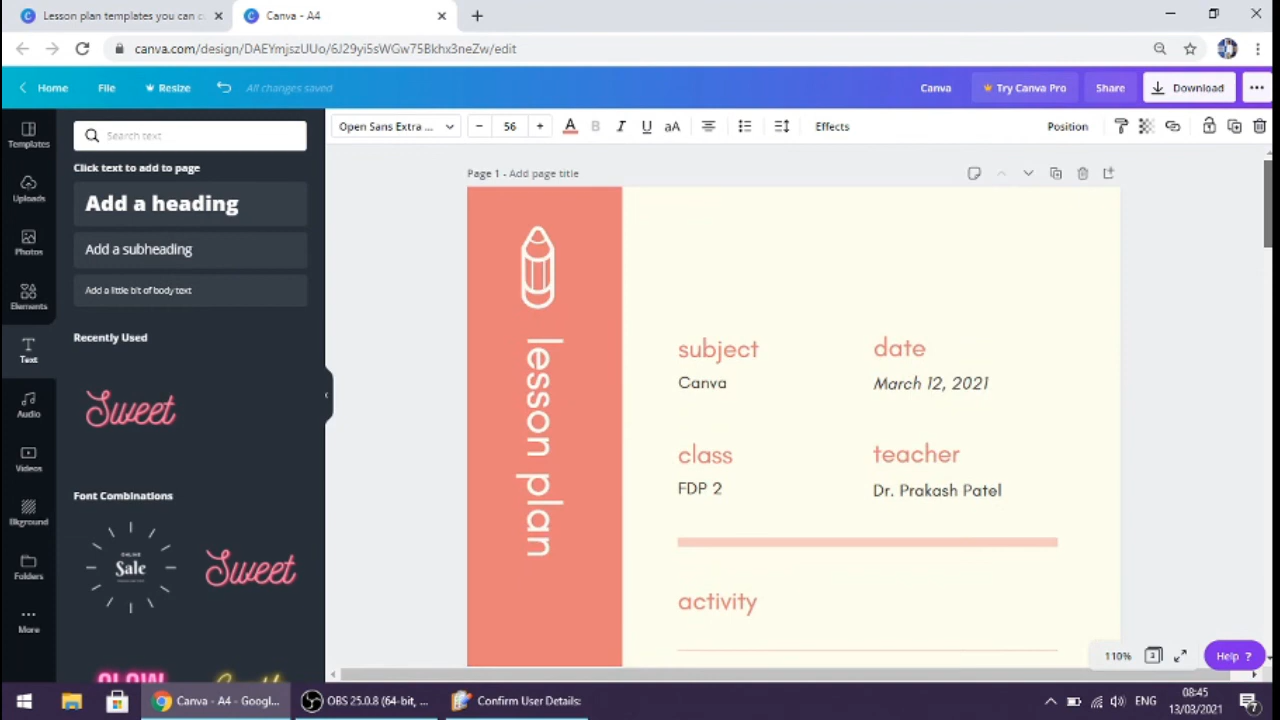 Lesson plan templates you can c
Canva - A4
canva.com/design/DAEYmjszUUo/6J29yi5sWGw75Bkhx3neZw/edit
Home
File
Resize
All changes saved
Canva
Try Canva Pro
Share
Download
Templates
Uploads
Photos
Elements
Text
Audio
Videos
Bkground
Folders
More
Search text
Click text to add to page
Add a heading
Add a subheading
Add a little bit of body text
Recently Used
Sweet
Font Combinations
ONLINE
Sale
Sweet
GLOW
Open Sans Extra ...
56
B
I
U
aA
Effects
Position
Page 1 - Add page title
lesson plan
subject
Canva
date
March 12, 2021
class
FDP 2
teacher
Dr. Prakash Patel
activity
110%
3
Help ?
Canva - A4 - Googl...
OBS 25.0.8 (64-bit, ...
Confirm User Details:
ENG
08:45
13/03/2021
7